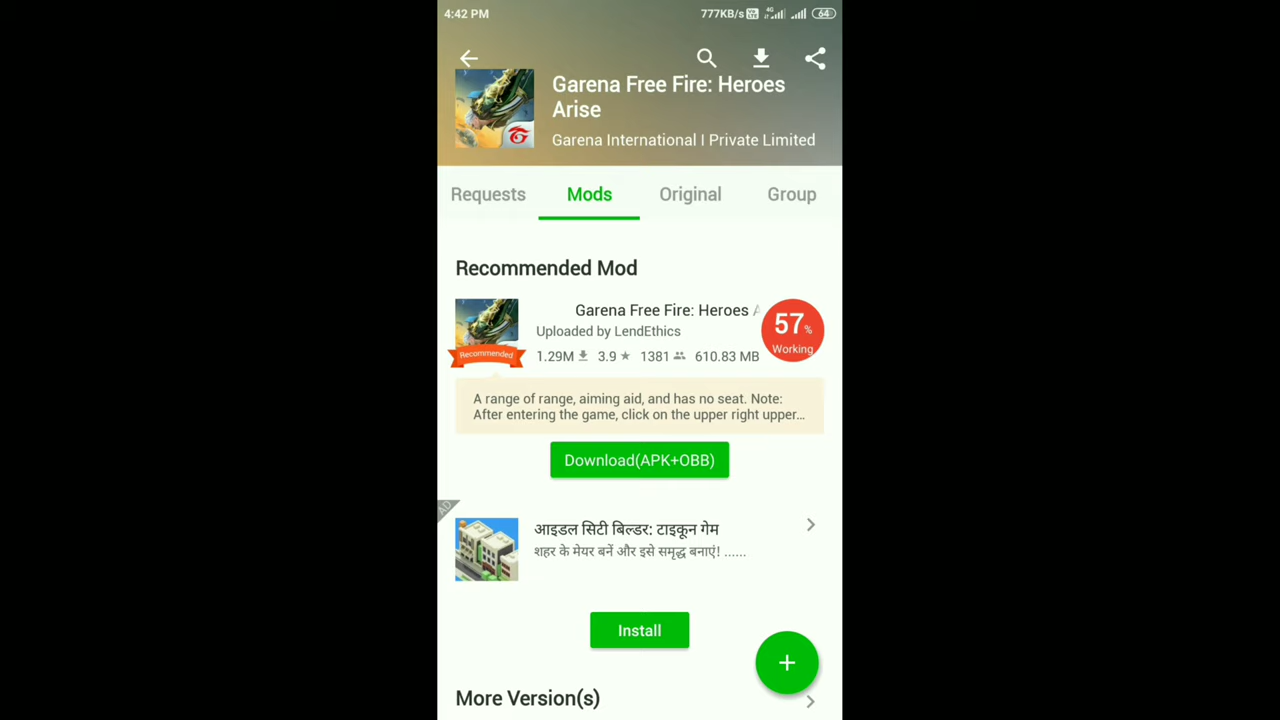 4:42 PM
777KB/s 4G 64
Garena Free Fire: Heroes
Arise
Garena International I Private Limited
Requests Mods Original Group
Recommended Mod
Garena Free Fire: Heroes A
Uploaded by LendEthics
1.29M 3.9 1381 610.83 MB
Recommended
57%
Working
A range of range, aiming aid, and has no seat. Note:
After entering the game, click on the upper right upper...
Download(APK+OBB)
AD
आइडल सिटी बिल्डर: टाइकून गेम
शहर के मेयर बनें और इसे समृद्ध बनाएं! ......
Install
More Version(s)